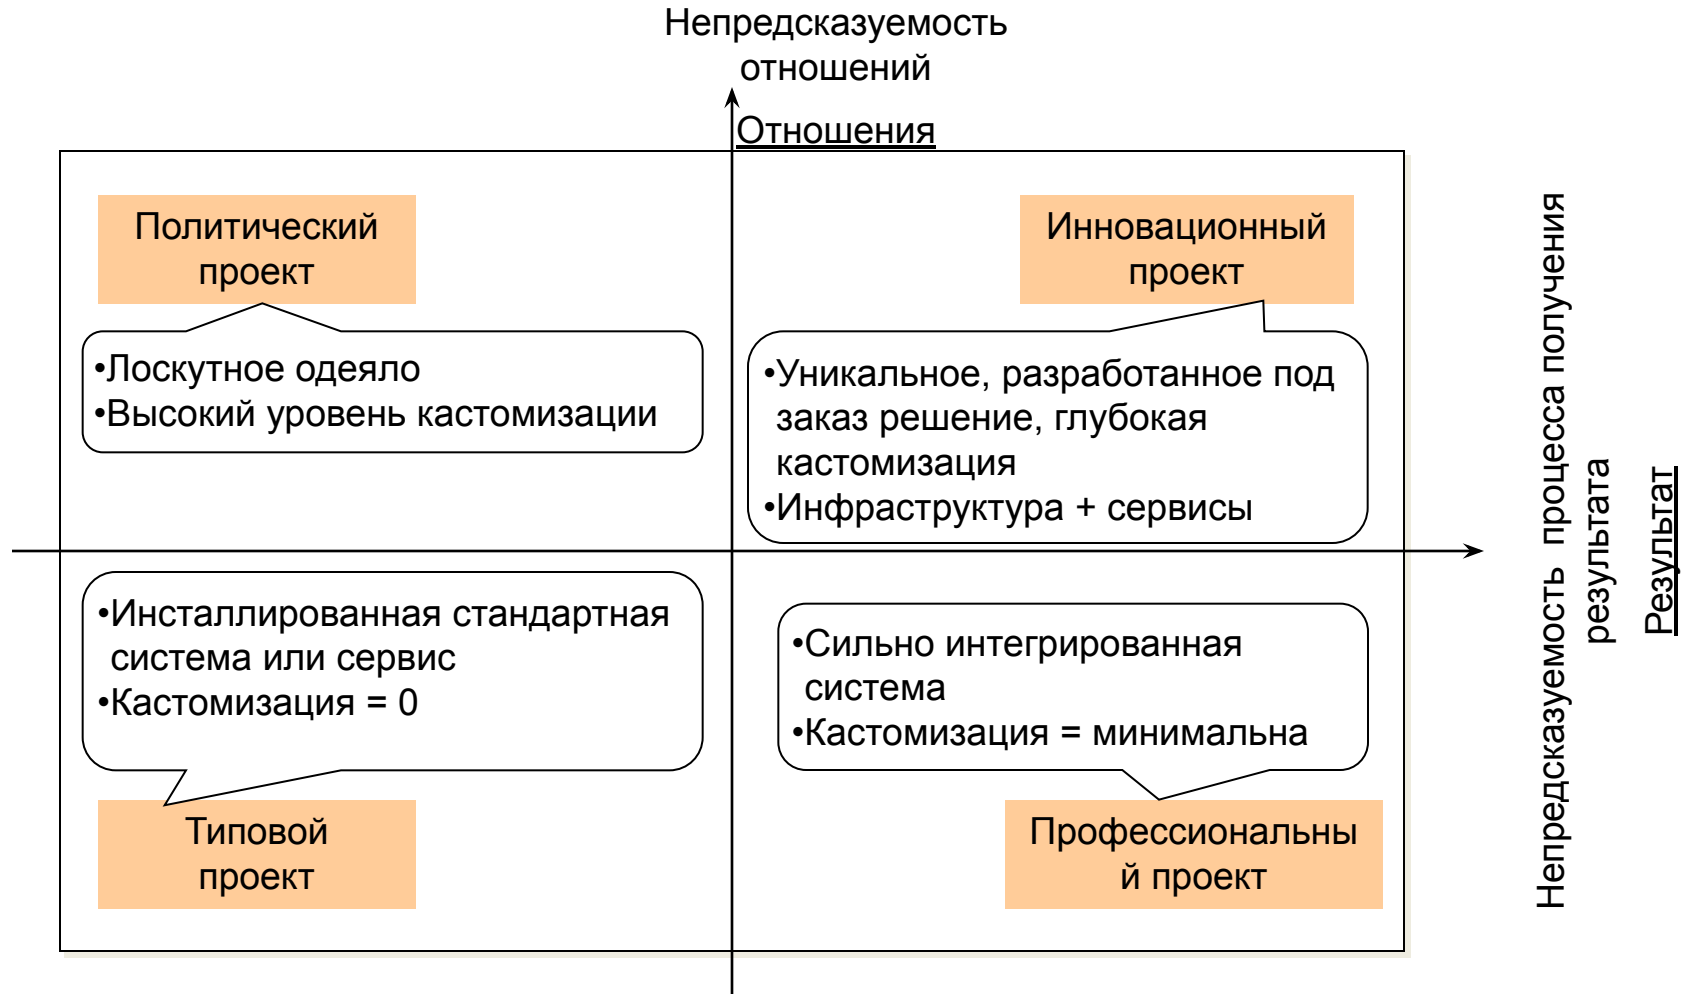 Непредсказуемость
отношений
Отношения
Политический
проект
•Лоскутное одеяло
•Высокий уровень кастомизации
Инновационный
проект
•Уникальное, разработанное под
заказ решение, глубокая
кастомизация
•Инфраструктура + сервисы
•Инсталлированная стандартная
система или сервис
•Кастомизация = 0
Типовой
проект
•Сильно интегрированная
система
•Кастомизация = минимальна
Профессиональны
й проект
Непредсказуемость процесса получения
результата
Результат